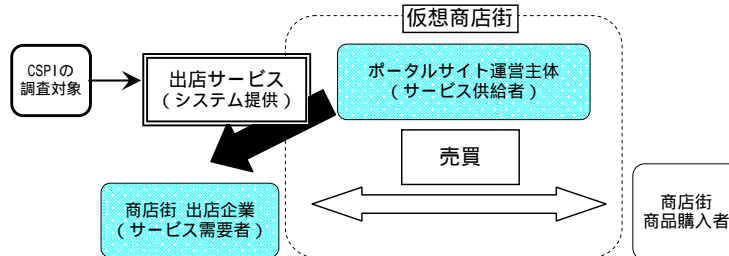 仮想商店街
CSPIの
調査対象
出店サービス
(システム提供)
ポータルサイト運営主体
(サービス供給者)
売買
商店街 出店企業
(サービス需要者)
商店街
商品購入者